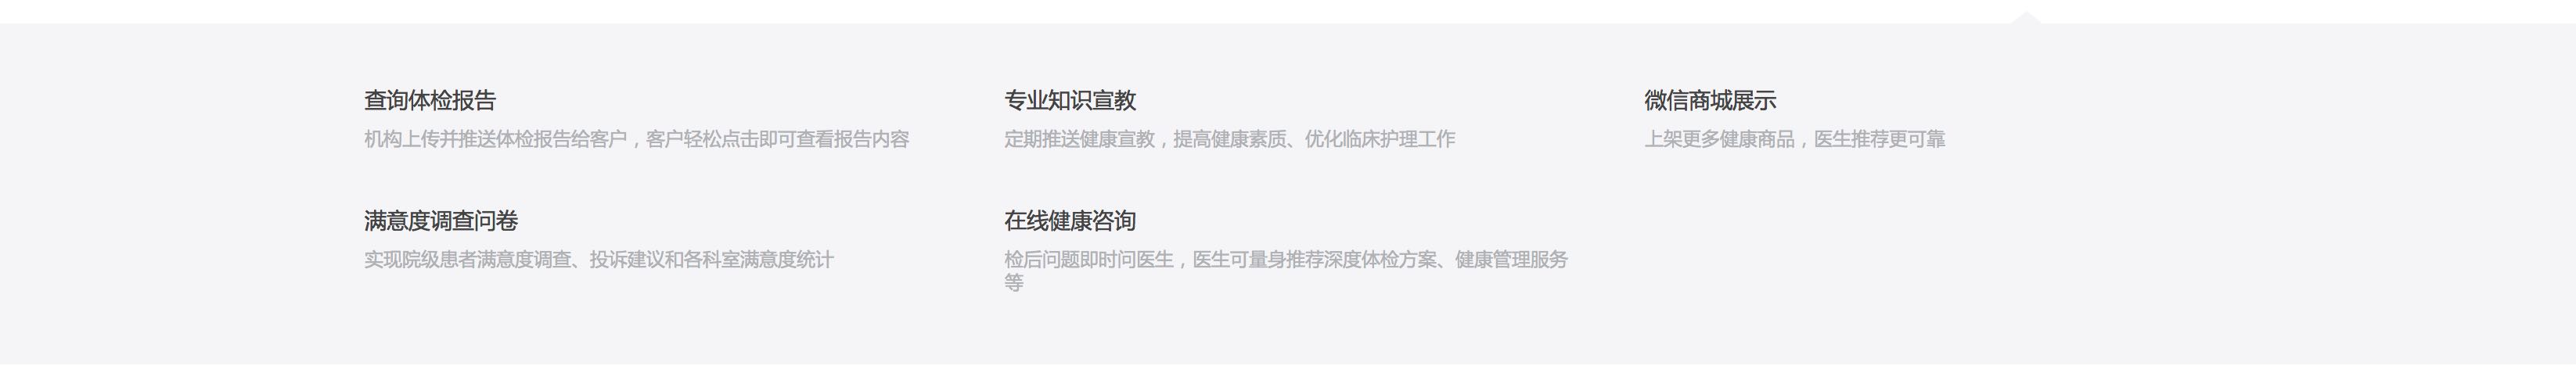 查询体检报告
机构上传并推送体检报告给客户，客户轻松点击即可查看报告内容
专业知识宣教
定期推送健康宣教，提高健康素质、优化临床护理工作
微信商城展示
上架更多健康商品，医生推荐更可靠
满意度调查问卷
实现院级患者满意度调查、投诉建议和各科室满意度统计
在线健康咨询
检后问题即时问医生，医生可量身推荐深度体检方案、健康管理服务
等